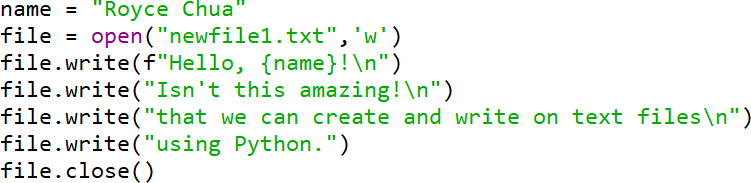 name = "Royce Chua"
file = open("newfile1.txt",'w')
file.write(f"Hello, {name}!\n")
file.write("Isn't this amazing!\n")
file.write("that we can create and write on text files\n")
file.write("using Python.")
file.close()